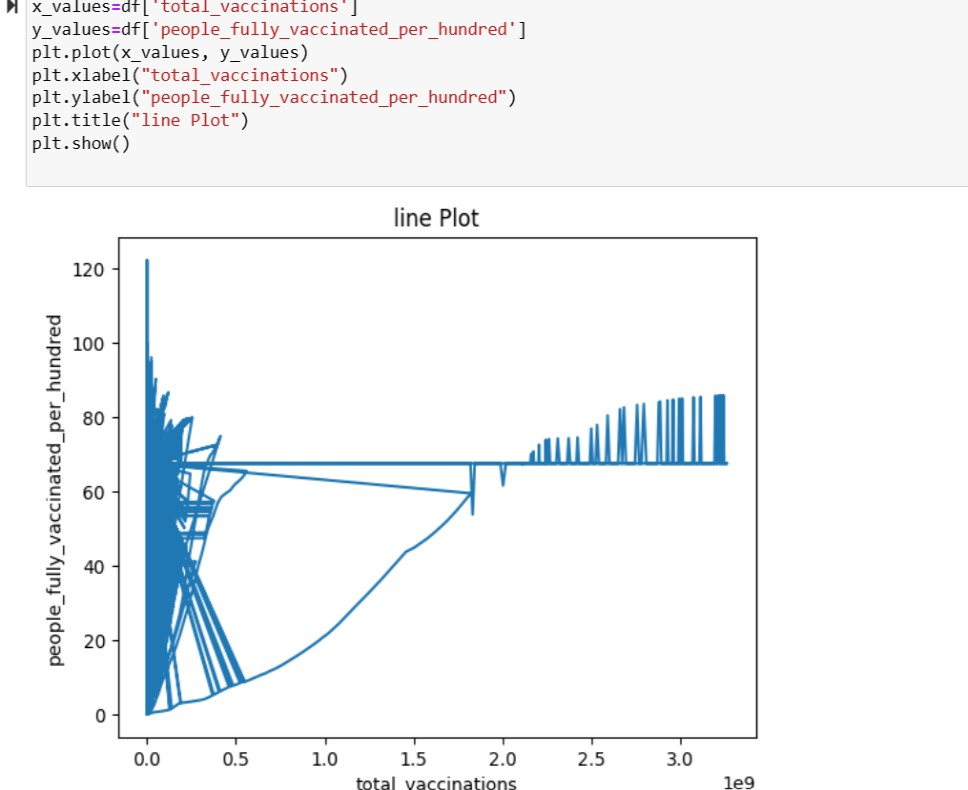 x_values=df['total_vaccinations']
y_values=df['people_fully_vaccinated_per_hundred']
plt.plot(x_values, y_values)
plt.xlabel("total_vaccinations")
plt.ylabel("people_fully_vaccinated_per_hundred")
plt.title("line Plot")
plt.show()
line Plot
people_fully_vaccinated_per_hundred
120
100
80
60
40
20
0
0.0 0.5 1.0 1.5 2.0 2.5 3.0
1e9
total_vaccinations